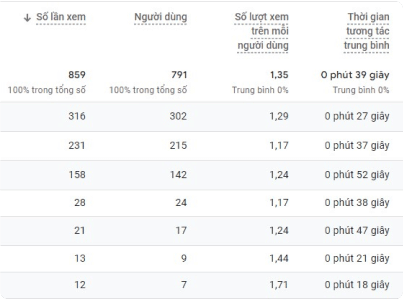 ↓ Số lần xem Người dùng Số lượt xem Thời gian
trên mỗi tương tác
người dùng trung bình
859 791 1,35 0 phút 39 giây
100% trong tổng số 100% trong tổng số Trung bình 0% Trung bình 0%
316 302 1,29 0 phút 27 giây
231 215 1,17 0 phút 37 giây
158 142 1,24 0 phút 52 giây
28 24 1,17 0 phút 38 giây
21 17 1,24 0 phút 47 giây
13 9 1,44 0 phút 21 giây
12 7 1,71 0 phút 18 giây